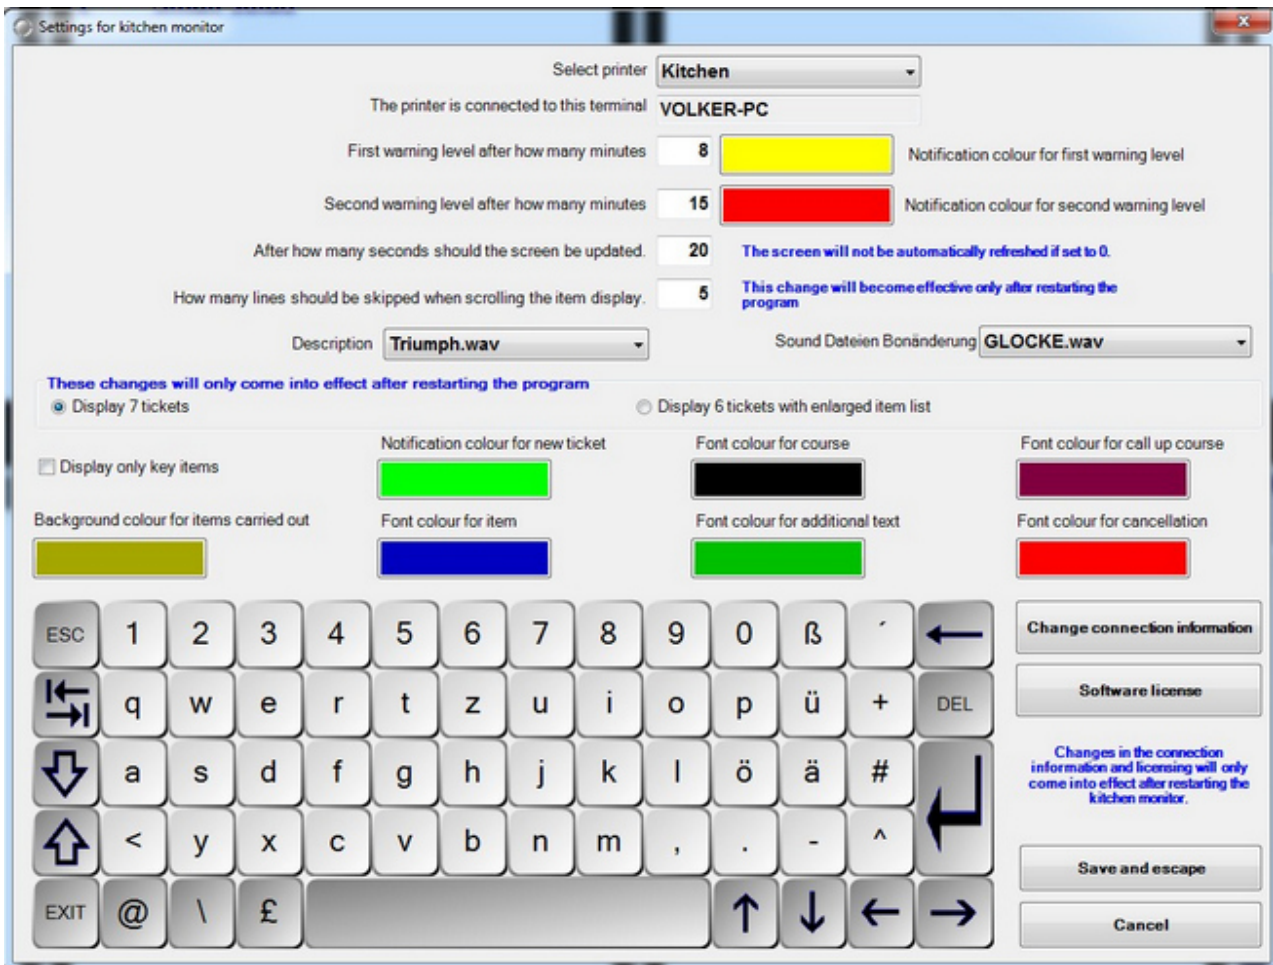 Settings for kitchen monitor
Select printer Kitchen
The printer is connected to this terminal VOLKER-PC
First warning level after how many minutes 8 Notification colour for first warning level
Second warning level after how many minutes 15 Notification colour for second warning level
After how many seconds should the screen be updated. 20 The screen will not be automatically refreshed if set to 0.
How many lines should be skipped when scrolling the item display. 5 This change will become effective only after restarting the
program
Description Triumph.wav Sound Dateien Bonänderung GLOCKE.wav
These changes will only come into effect after restarting the program
Display 7 tickets Display 6 tickets with enlarged item list
Notification colour for new ticket Font colour for course Font colour for call up course
Display only key items
Background colour for items carried out Font colour for item Font colour for additional text Font colour for cancellation
ESC 1 2 3 4 5 6 7 8 9 0 ß ´
q w e r t z u i o p ü + DEL
a s d f g h j k l ö ä #
< y x c v b n m , . - ^
EXIT @ \ £
Change connection information
Software license
Changes in the connection
information and licensing will only
come into effect after restarting the
kitchen monitor.
Save and escape
Cancel